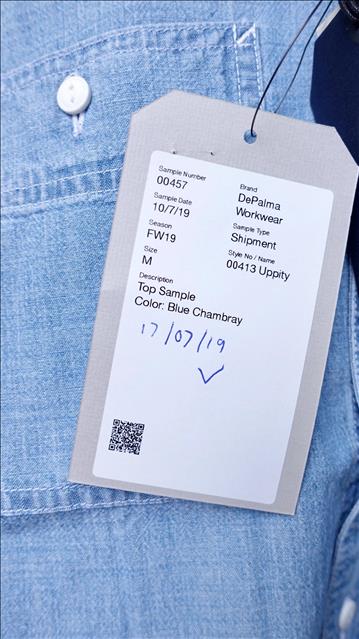 Sample Number
00457
Sample Date
10/7/19
Season
FW19
Size
M
Brand
DePalma
Workwear
Sample Type
Shipment
Style No / Name
00413 Uppity
Description
Top Sample
Color: Blue Chambray
17/07/19